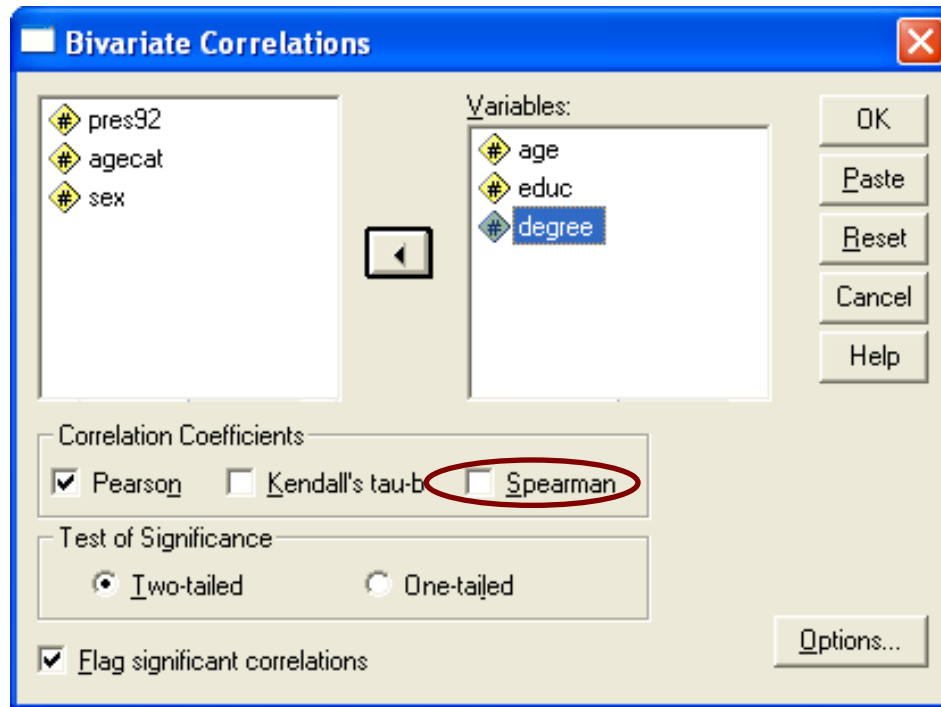 Bivariate Correlations
pres92
agecat
sex
Variables:
age
educ
degree
OK
Paste
Reset
Cancel
Help
Correlation Coefficients
Pearson Kendall's tau-b Spearman
Test of Significance
Two-tailed One-tailed
Flag significant correlations
Options...